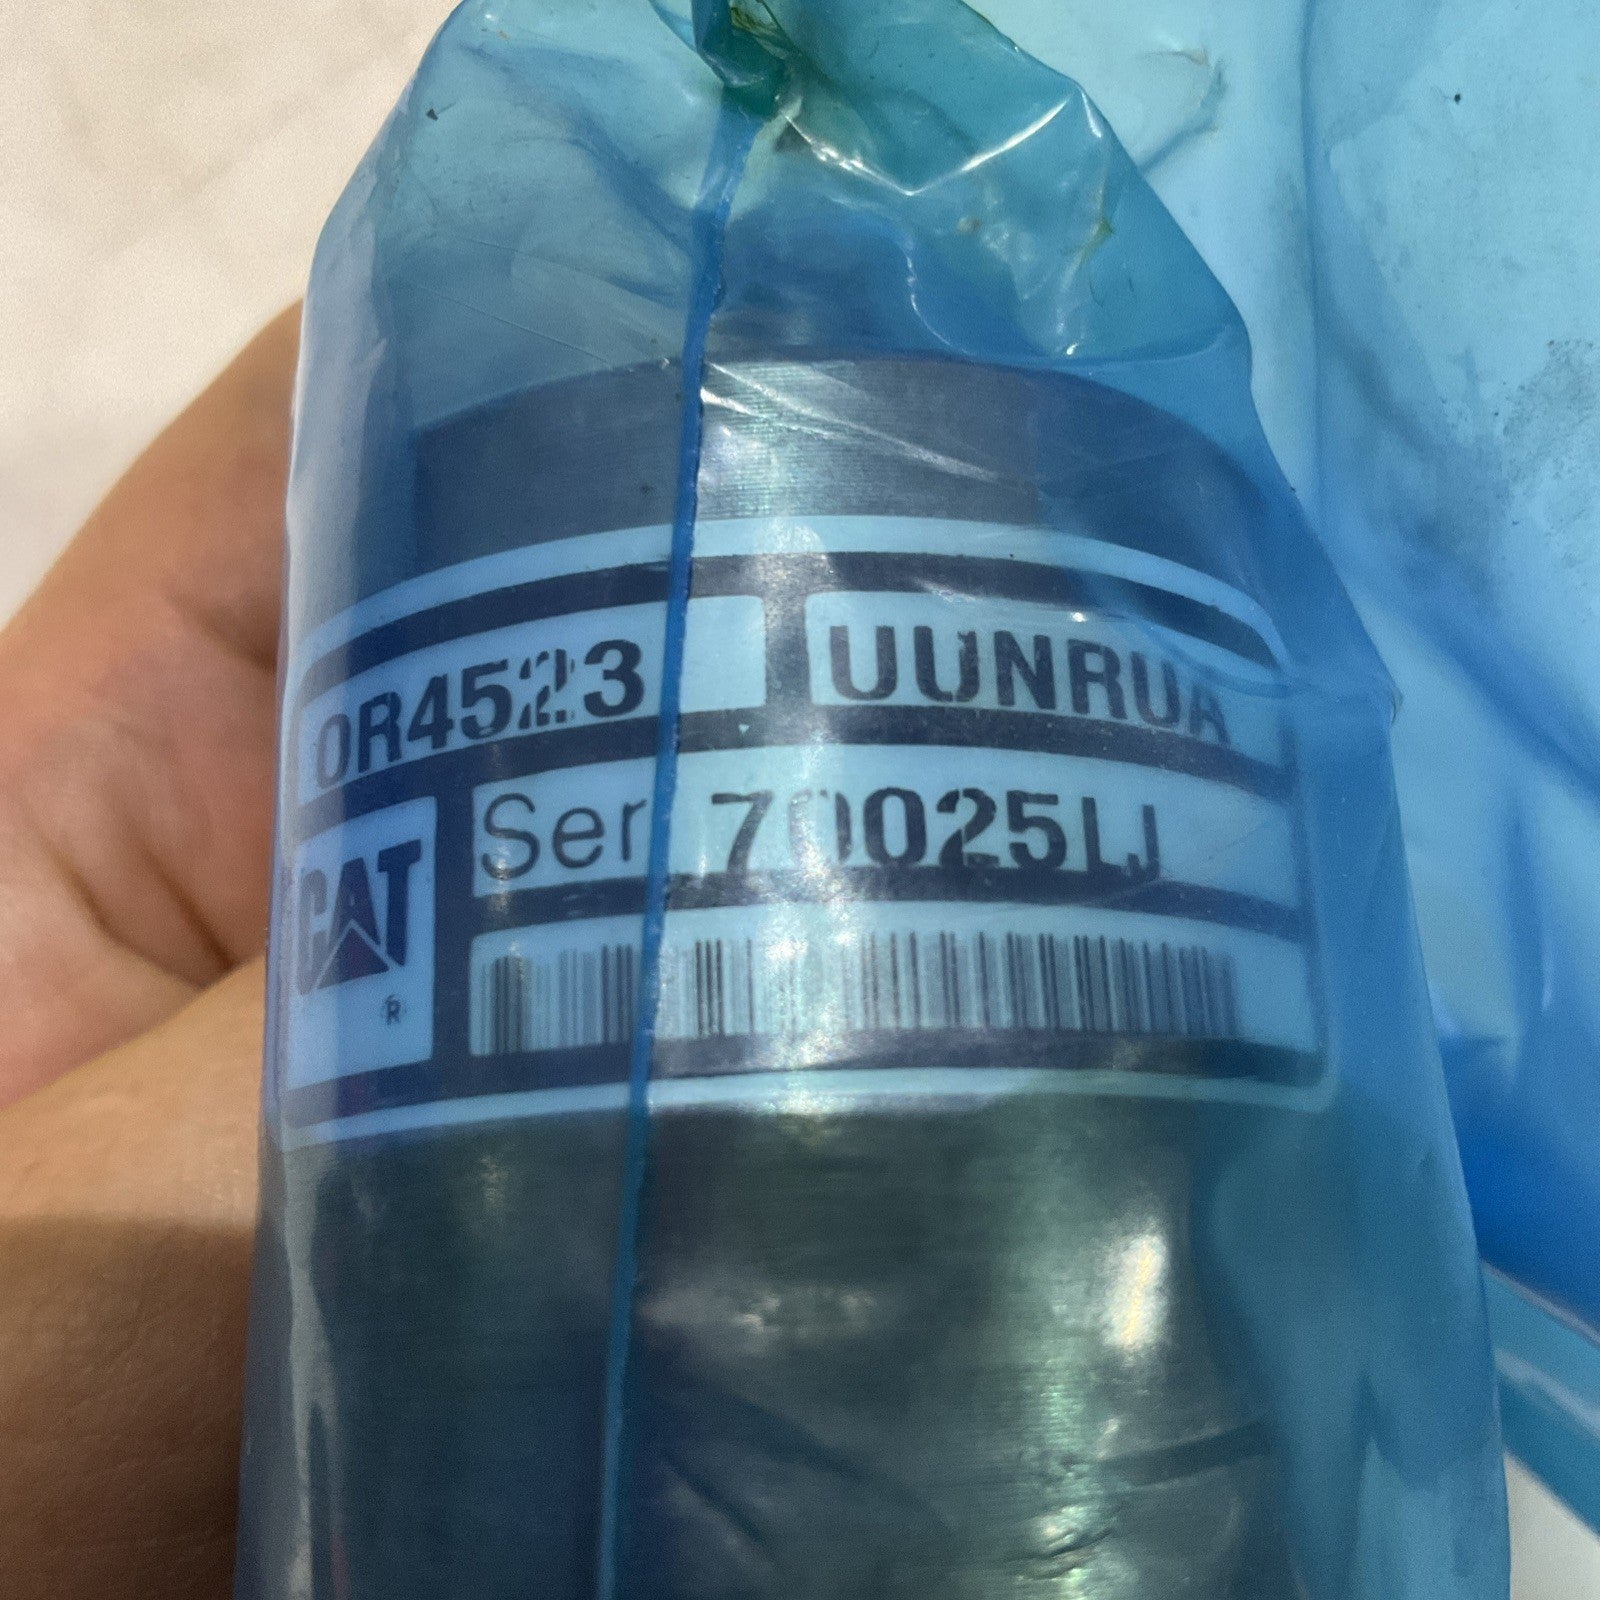 0R4523 UUNRUA
Ser 70025LJ
CAT
R